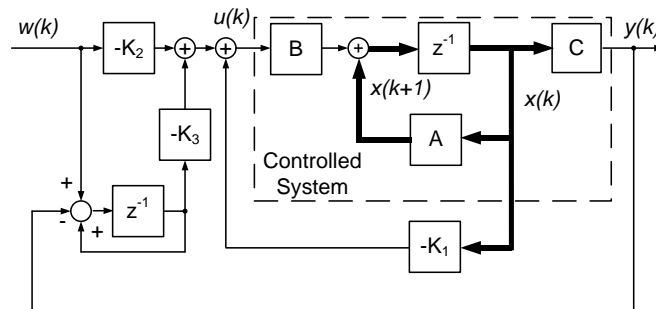 w(k)
u(k)
y(k)
-K₂
+
+
B
+
z⁻¹
C
x(k+1)
x(k)
-K₃
A
Controlled
System
+
-
+
z⁻¹
-K₁